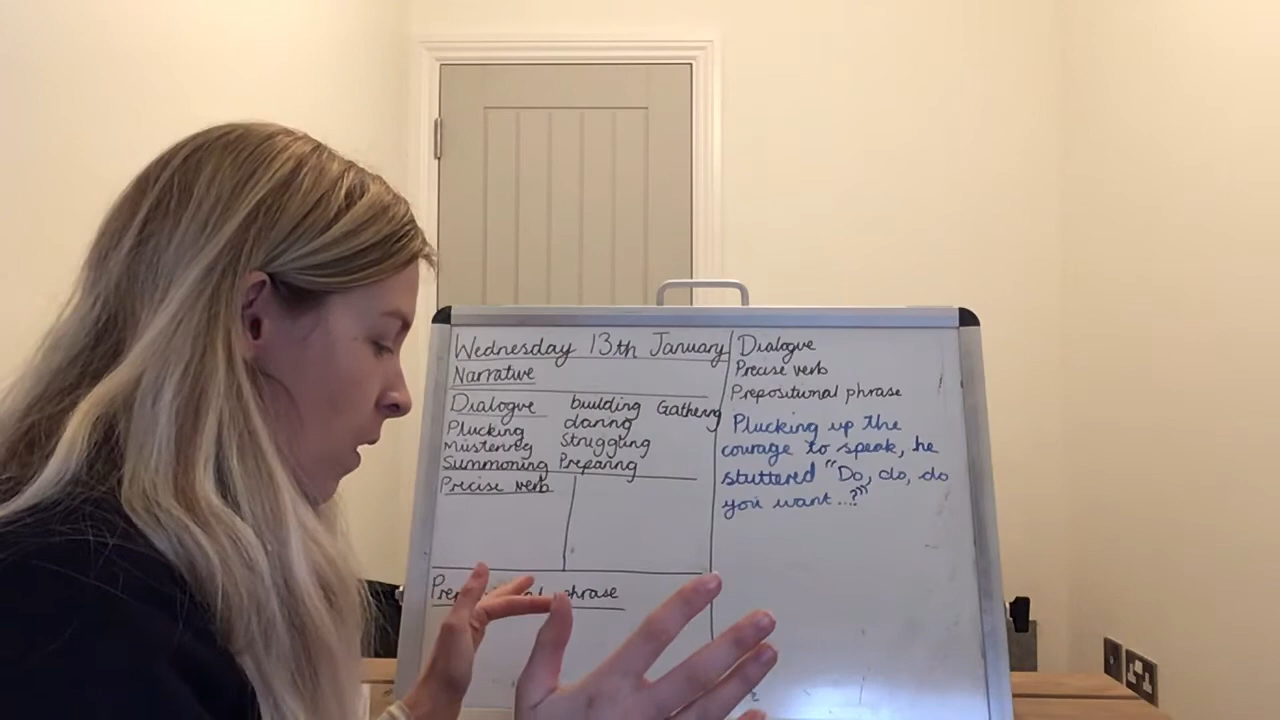 Wednesday 13th January
Narrative
Dialogue building Gathering
Plucking daring
Mustering Struggling
Summoning Preparing
Precise verb
phrase
Dialogue
Precise verb
Prepositional phrase
Plucking up the
courage to speak, he
stuttered "Do, do, do
you want...?"